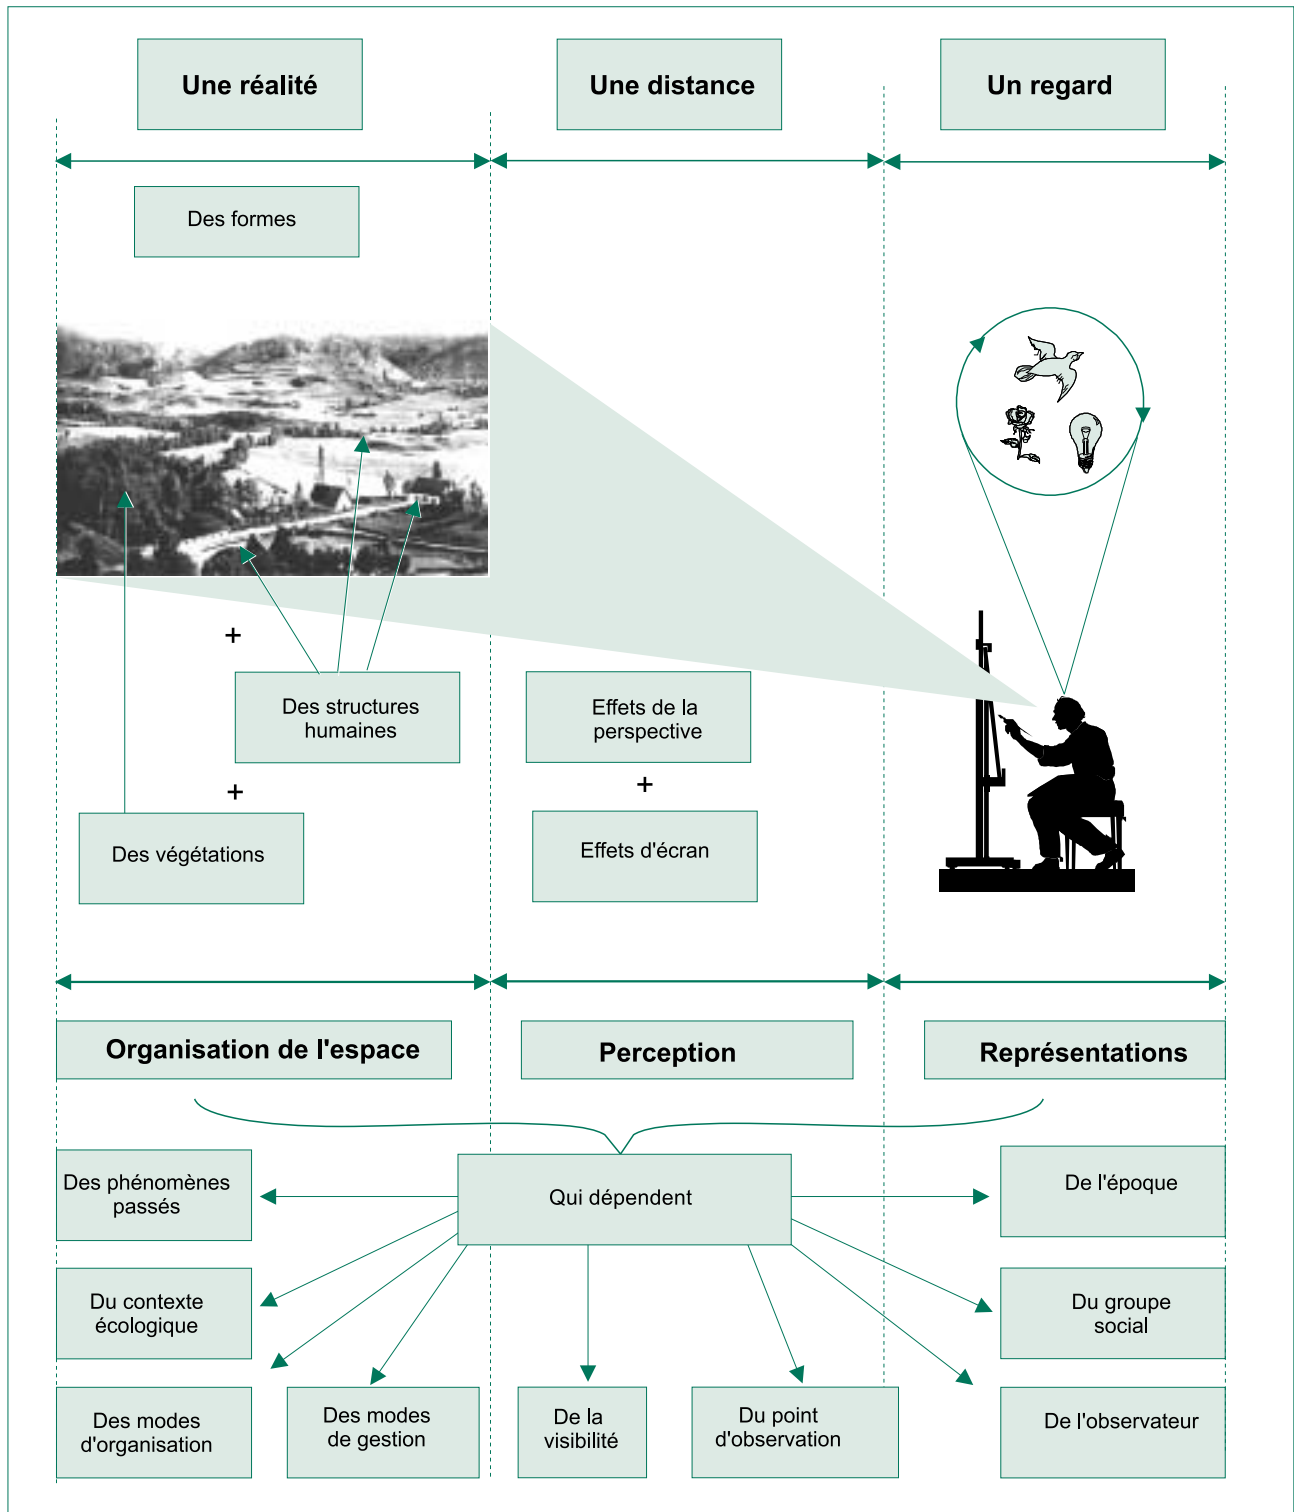 Une réalité
Une distance
Un regard
Des formes
+
Des structures
humaines
+
Des végétations
Effets de la
perspective
+
Effets d'écran
Organisation de l'espace
Perception
Représentations
Qui dépendent
Des phénomènes
passés
De l'époque
Du contexte
écologique
Du groupe
social
Des modes
d'organisation
Des modes
de gestion
De la
visibilité
Du point
d'observation
De l'observateur